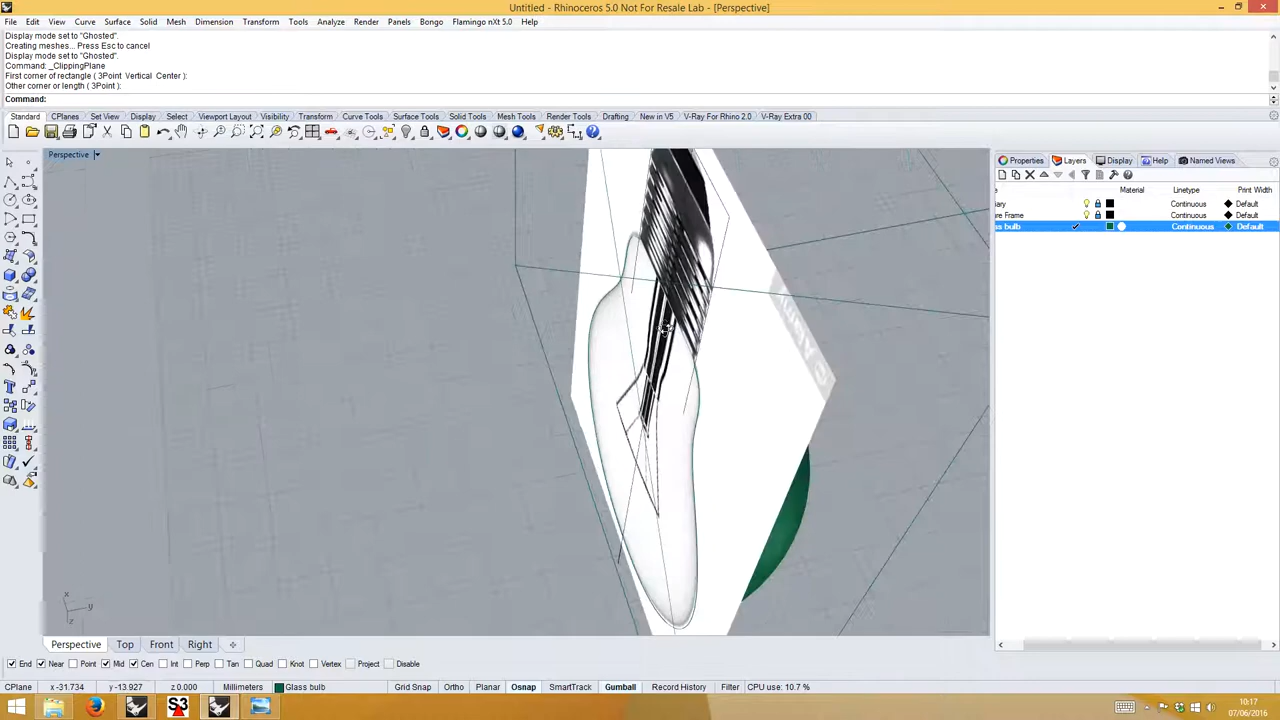 Untitled - Rhinoceros 5.0 Not For Resale Lab - [Perspective]
File Edit View Curve Surface Solid Mesh Dimension Transform Tools Analyze Render Panels Bongo Flamingo nXt 5.0 Help
Display mode set to "Ghosted".
Creating meshes... Press Esc to cancel
Display mode set to "Ghosted".
Command: _ClippingPlane
First corner of rectangle ( 3Point Vertical Center ):
Other corner or length ( 3Point ):
Command:
Standard CPlanes Set View Display Select Viewport Layout Visibility Transform Curve Tools Surface Tools Solid Tools Mesh Tools Render Tools Drafting New in V5 V-Ray For Rhino 2.0 V-Ray Extra 00
Perspective
Properties Layers Display Help Named Views
Material Linetype Print Width
ary Continuous Default
re Frame Continuous Default
ss bulb Continuous Default
x y z
Perspective Top Front Right
End Near Point Mid Cen Int Perp Tan Quad Knot Vertex Project Disable
CPlane x -31.734 y -13.927 z 0.000 Millimeters Glass bulb Grid Snap Ortho Planar Osnap SmartTrack Gumball Record History Filter CPU use: 10.7 %
S3
10:17
07/06/2016